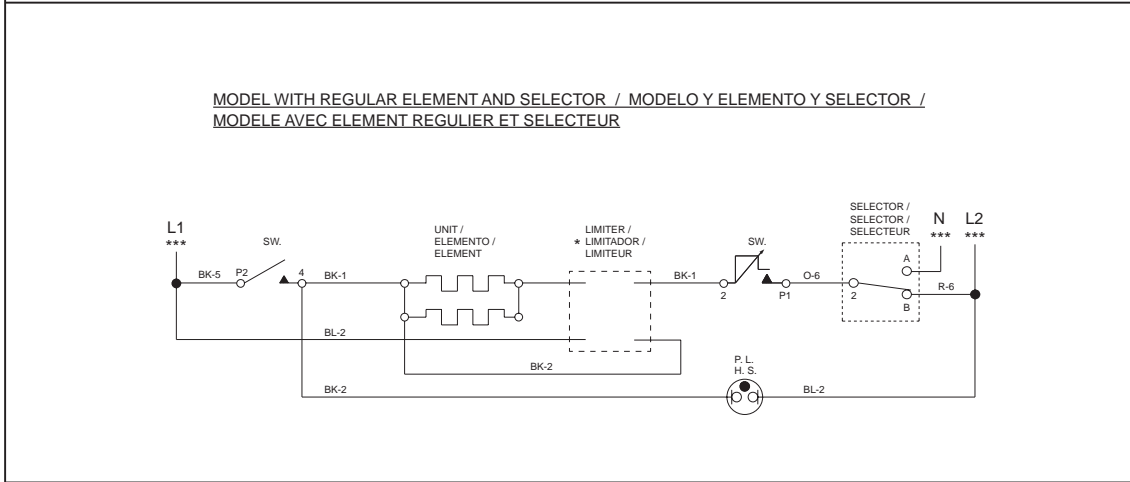 MODEL WITH REGULAR ELEMENT AND SELECTOR / MODELO Y ELEMENTO Y SELECTOR /
MODELE AVEC ELEMENT REGULIER ET SELECTEUR
L1
***
SW.
UNIT /
ELEMENTO /
ELEMENT
LIMITER /
* LIMITADOR /
LIMITEUR
SW.
SELECTOR /
SELECTOR /
SELECTEUR
N
***
L2
***
BK-5
P2
4
BK-1
BK-1
2
P1
O-6
2
A
B
R-6
BL-2
BK-2
BK-2
P. L.
H. S.
BL-2